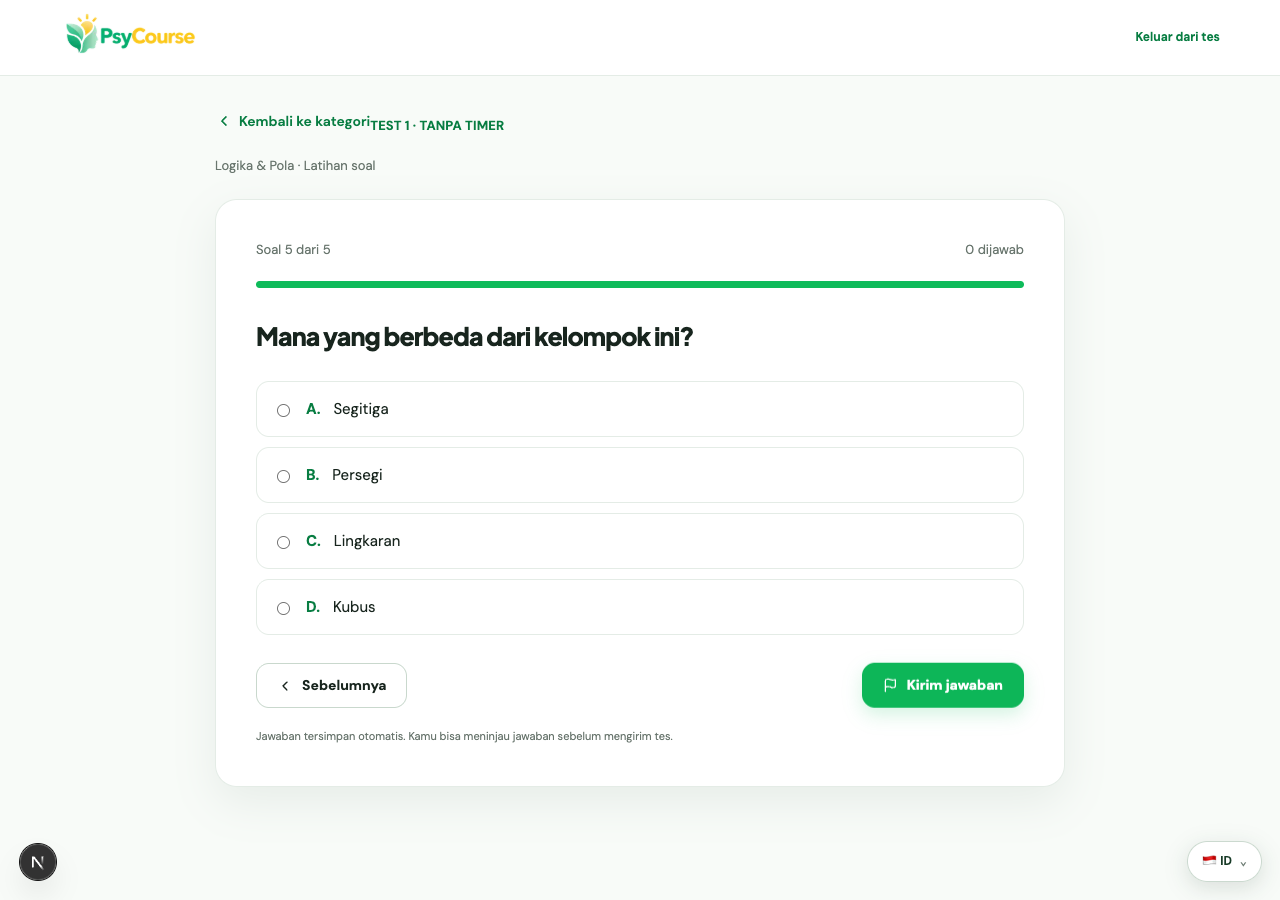 PsyCourse
Keluar dari tes
Kembali ke kategori
TEST 1 · TANPA TIMER
Logika & Pola · Latihan soal
Soal 5 dari 5
0 dijawab
Mana yang berbeda dari kelompok ini?
A. Segitiga
B. Persegi
C. Lingkaran
D. Kubus
Sebelumnya
Kirim jawaban
Jawaban tersimpan otomatis. Kamu bisa meninjau jawaban sebelum mengirim tes.
N
ID